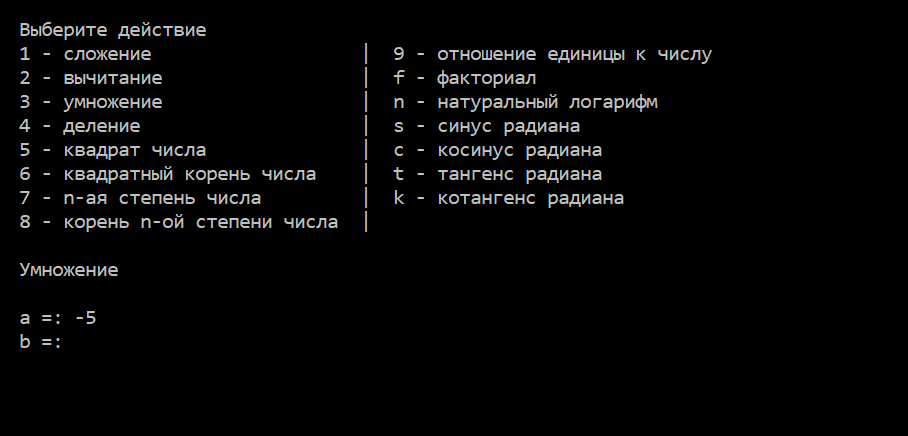 Выберите действие
1 - сложение | 9 - отношение единицы к числу
2 - вычитание | f - факториал
3 - умножение | n - натуральный логарифм
4 - деление | s - синус радиана
5 - квадрат числа | c - косинус радиана
6 - квадратный корень числа | t - тангенс радиана
7 - n-ая степень числа | k - котангенс радиана
8 - корень n-ой степени числа |
Умножение
a =: -5
b =: